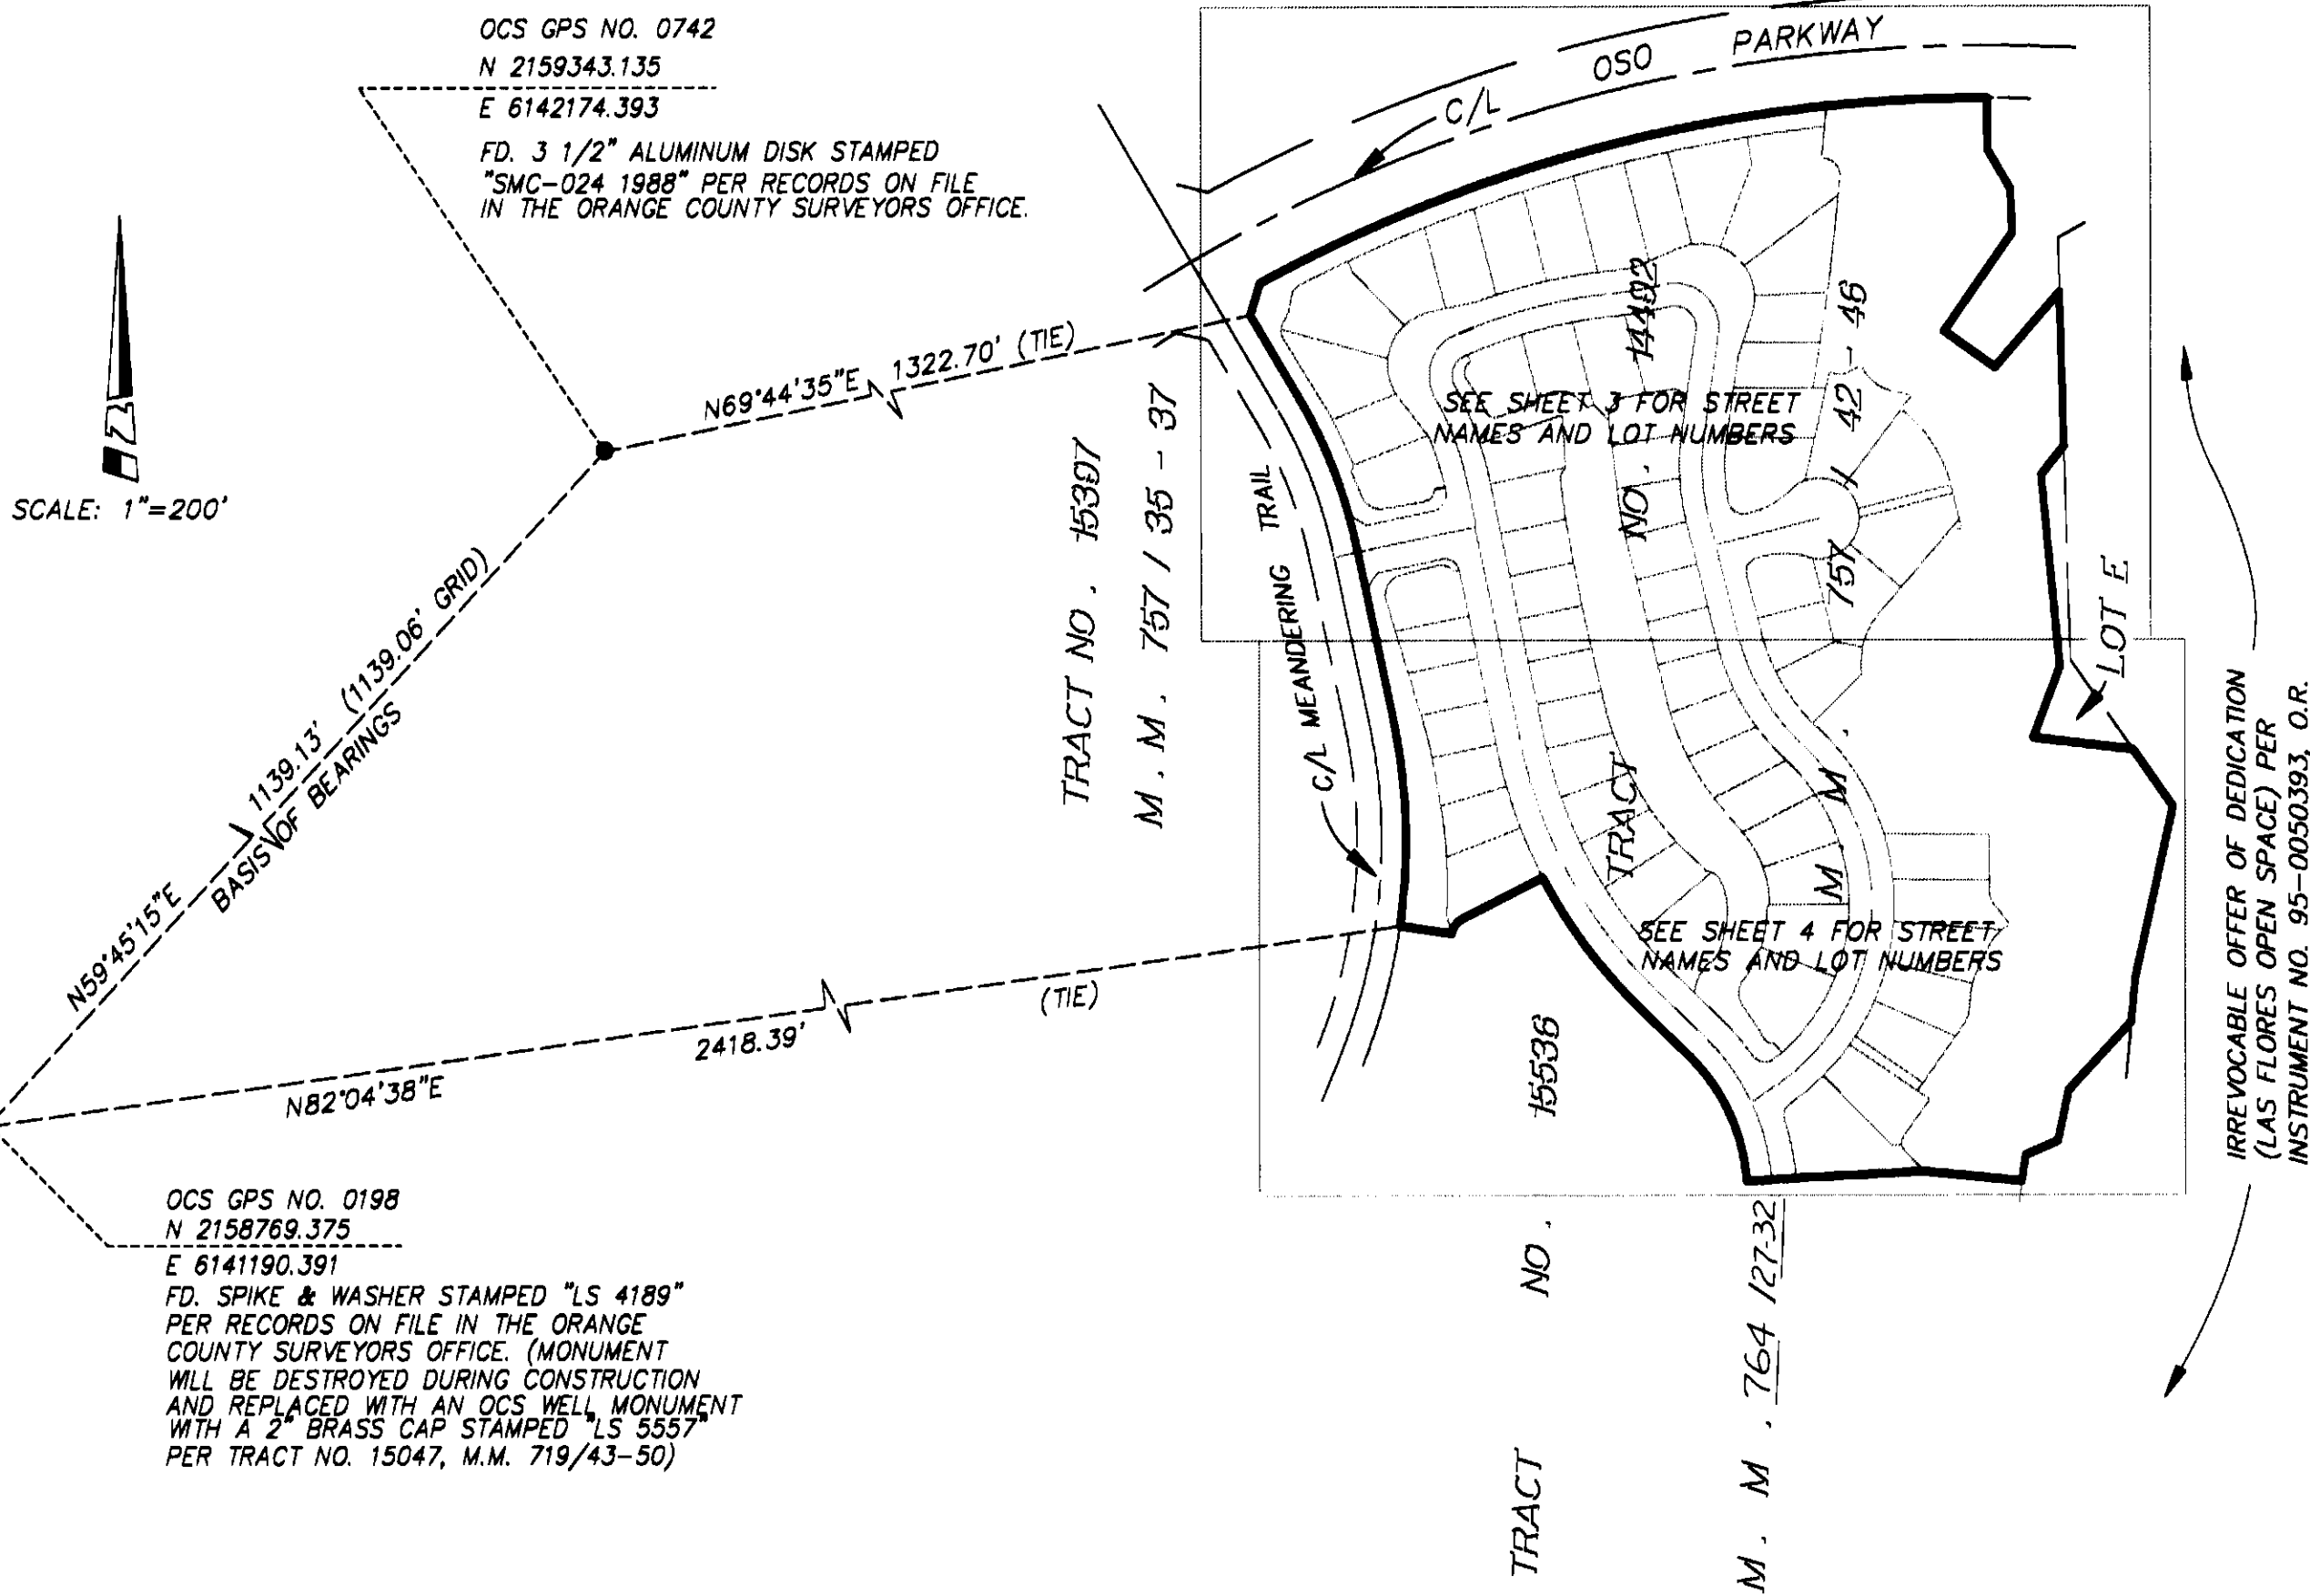 OCS GPS NO. 0742
N 2159343.135
E 6142174.393
FD. 3 1/2" ALUMINUM DISK STAMPED
"SMC-024 1988" PER RECORDS ON FILE
IN THE ORANGE COUNTY SURVEYORS OFFICE.
OSO PARKWAY
C/L
SCALE: 1"=200'
N69°44'35"E 1322.70' (TIE)
1139.13' (1139.06' GRID)
N59°45'15"E
BASIS OF BEARINGS
TRACT NO. 15397
M.M. 757/35-37
C/L MEANDERING TRAIL
TRACT NO. 14492
M.M. 757/42-46
SEE SHEET 3 FOR STREET
NAMES AND LOT NUMBERS
SEE SHEET 4 FOR STREET
NAMES AND LOT NUMBERS
LOT E
IRREVOCABLE OFFER OF DEDICATION
(LAS FLORES OPEN SPACE) PER
INSTRUMENT NO. 95-0050393, O.R.
N82°04'38"E
2418.39'
(TIE)
OCS GPS NO. 0198
N 2158769.375
E 6141190.391
FD. SPIKE & WASHER STAMPED "LS 4189"
PER RECORDS ON FILE IN THE ORANGE
COUNTY SURVEYORS OFFICE. (MONUMENT
WILL BE DESTROYED DURING CONSTRUCTION
AND REPLACED WITH AN OCS WELL MONUMENT
WITH A 2" BRASS CAP STAMPED "LS 5557"
PER TRACT NO. 15047, M.M. 719/43-50)
TRACT NO. 15536
M.M. 764/127-32